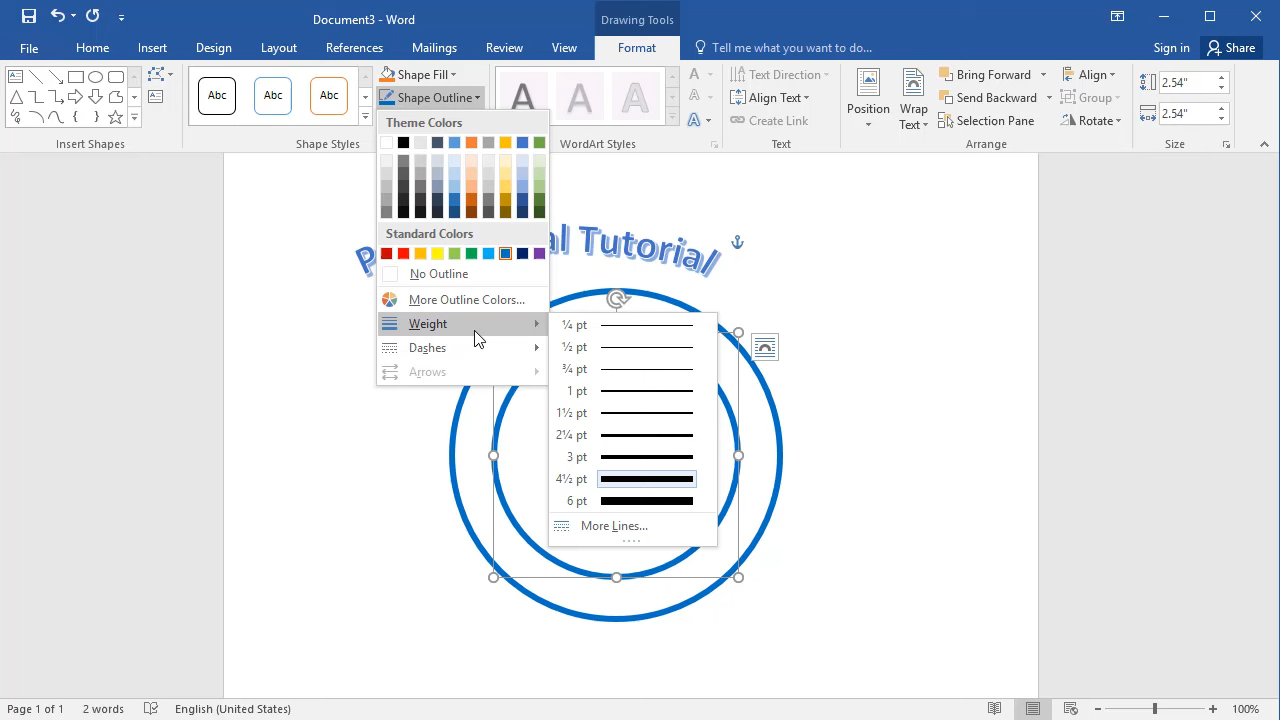 Document3 - Word
Drawing Tools
File
Home
Insert
Design
Layout
References
Mailings
Review
View
Format
Tell me what you want to do...
Sign in
Share
Abc
Abc
Abc
Shape Fill
Shape Outline
A
A
A
A
A
A
Text Direction
Align Text
Create Link
Position
Wrap
Text
Bring Forward
Send Backward
Selection Pane
Align
Group
Rotate
2.54"
2.54"
Insert Shapes
Shape Styles
WordArt Styles
Text
Arrange
Size
Theme Colors
Standard Colors
No Outline
More Outline Colors...
Weight
Dashes
Arrows
¼ pt
½ pt
¾ pt
1 pt
1½ pt
2¼ pt
3 pt
4½ pt
6 pt
More Lines...
Tutorial
Page 1 of 1
2 words
English (United States)
100%